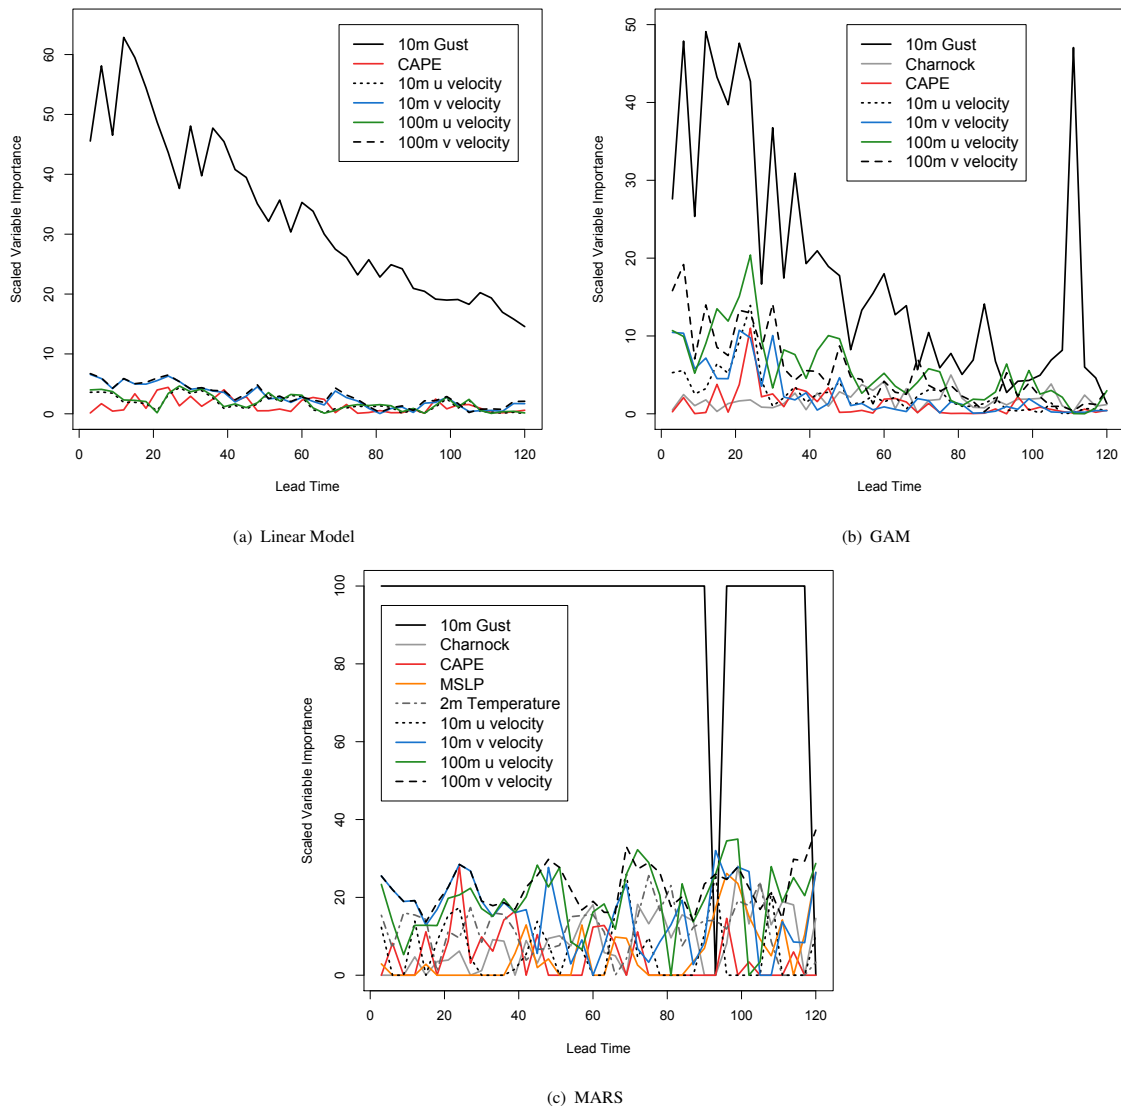 10m Gust
CAPE
10m u velocity
10m v velocity
100m u velocity
100m v velocity
Scaled Variable Importance
0 10 20 30 40 50 60
0 20 40 60 80 100 120
Lead Time
(a) Linear Model
10m Gust
Charnock
CAPE
10m u velocity
10m v velocity
100m u velocity
100m v velocity
Scaled Variable Importance
0 10 20 30 40 50
0 20 40 60 80 100 120
Lead Time
(b) GAM
10m Gust
Charnock
CAPE
MSLP
2m Temperature
10m u velocity
10m v velocity
100m u velocity
100m v velocity
Scaled Variable Importance
0 20 40 60 80 100
0 20 40 60 80 100 120
Lead Time
(c) MARS